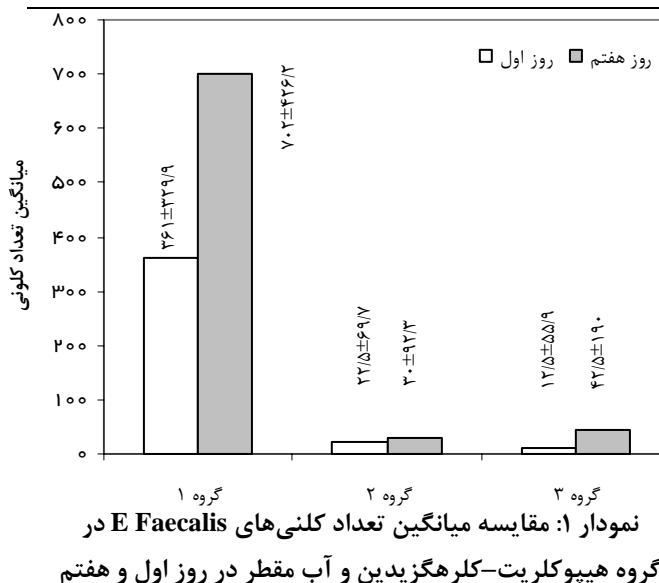 ۸۰۰
۷۰۰
۶۰۰
۵۰۰
۴۰۰
۳۰۰
۲۰۰
۱۰۰
۰
میانگین تعداد کلونی
روز اول
روز هفتم
۳۶۱±۳۲۹/۹
۷۰۲±۴۲۶/۲
۲۲/۵±۶۹/۷
۳۰±۹۲/۳
۱۲/۵±۵۵/۹
۴۲/۵±۱۹۰
گروه ۱
گروه ۲
گروه ۳
نمودار ۱: مقایسه میانگین تعداد کلنی‌های E Faecalis در
گروه هیپوکلریت–کلرهگزیدین و آب مقطر در روز اول و هفتم